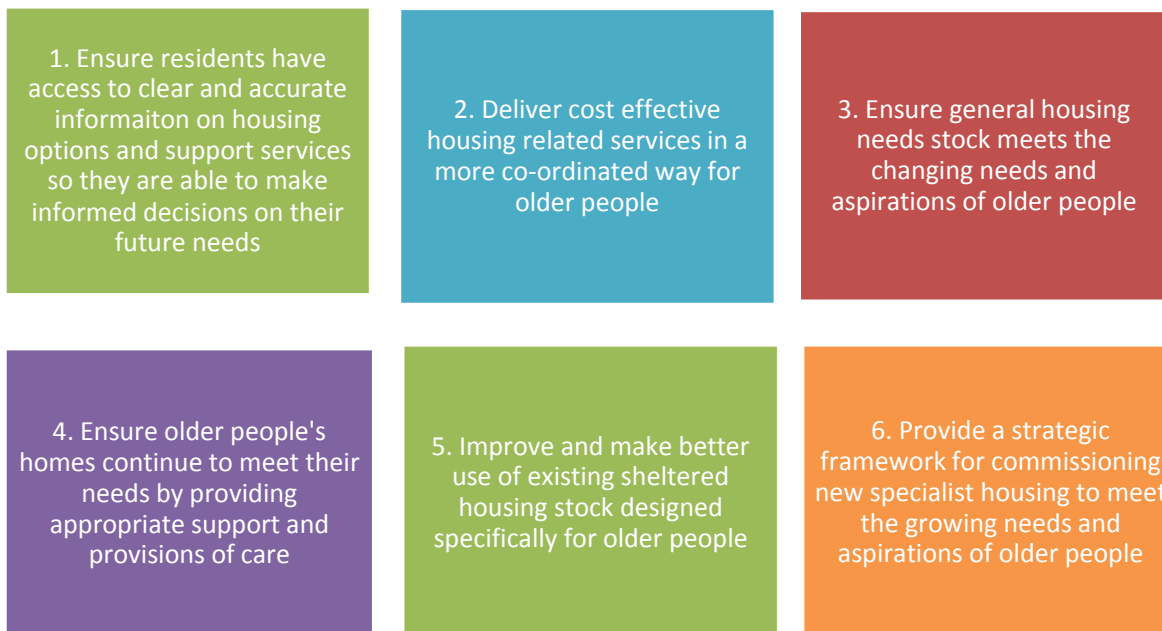 1. Ensure residents have
access to clear and accurate
informaiton on housing
options and support services
so they are able to make
informed decisions on their
future needs
2. Deliver cost effective
housing related services in a
more co-ordinated way for
older people
3. Ensure general housing
needs stock meets the
changing needs and
aspirations of older people
4. Ensure older people's
homes continue to meet their
needs by providing
appropriate support and
provisions of care
5. Improve and make better
use of existing sheltered
housing stock designed
specifically for older people
6. Provide a strategic
framework for commissioning
new specialist housing to meet
the growing needs and
aspirations of older people